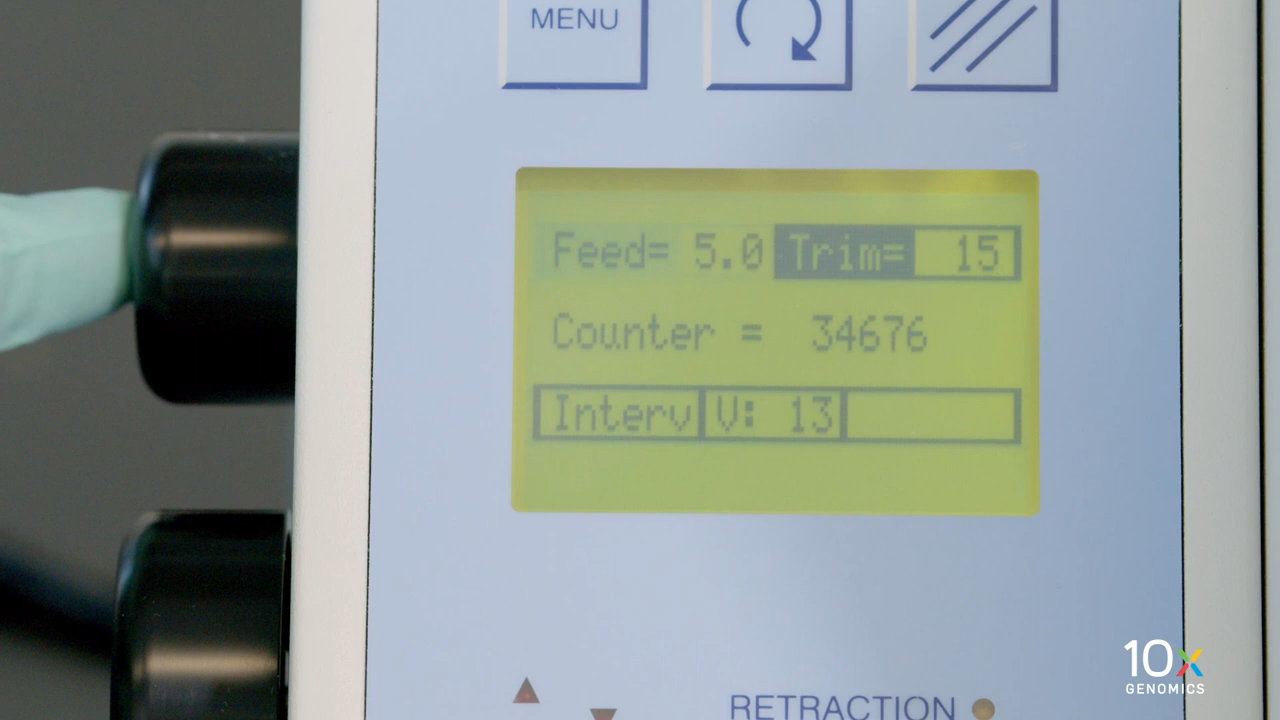 MENU
Feed= 5.0 Trim= 15
Counter = 34676
Interv V: 13
RETRACTION
10x
GENOMICS